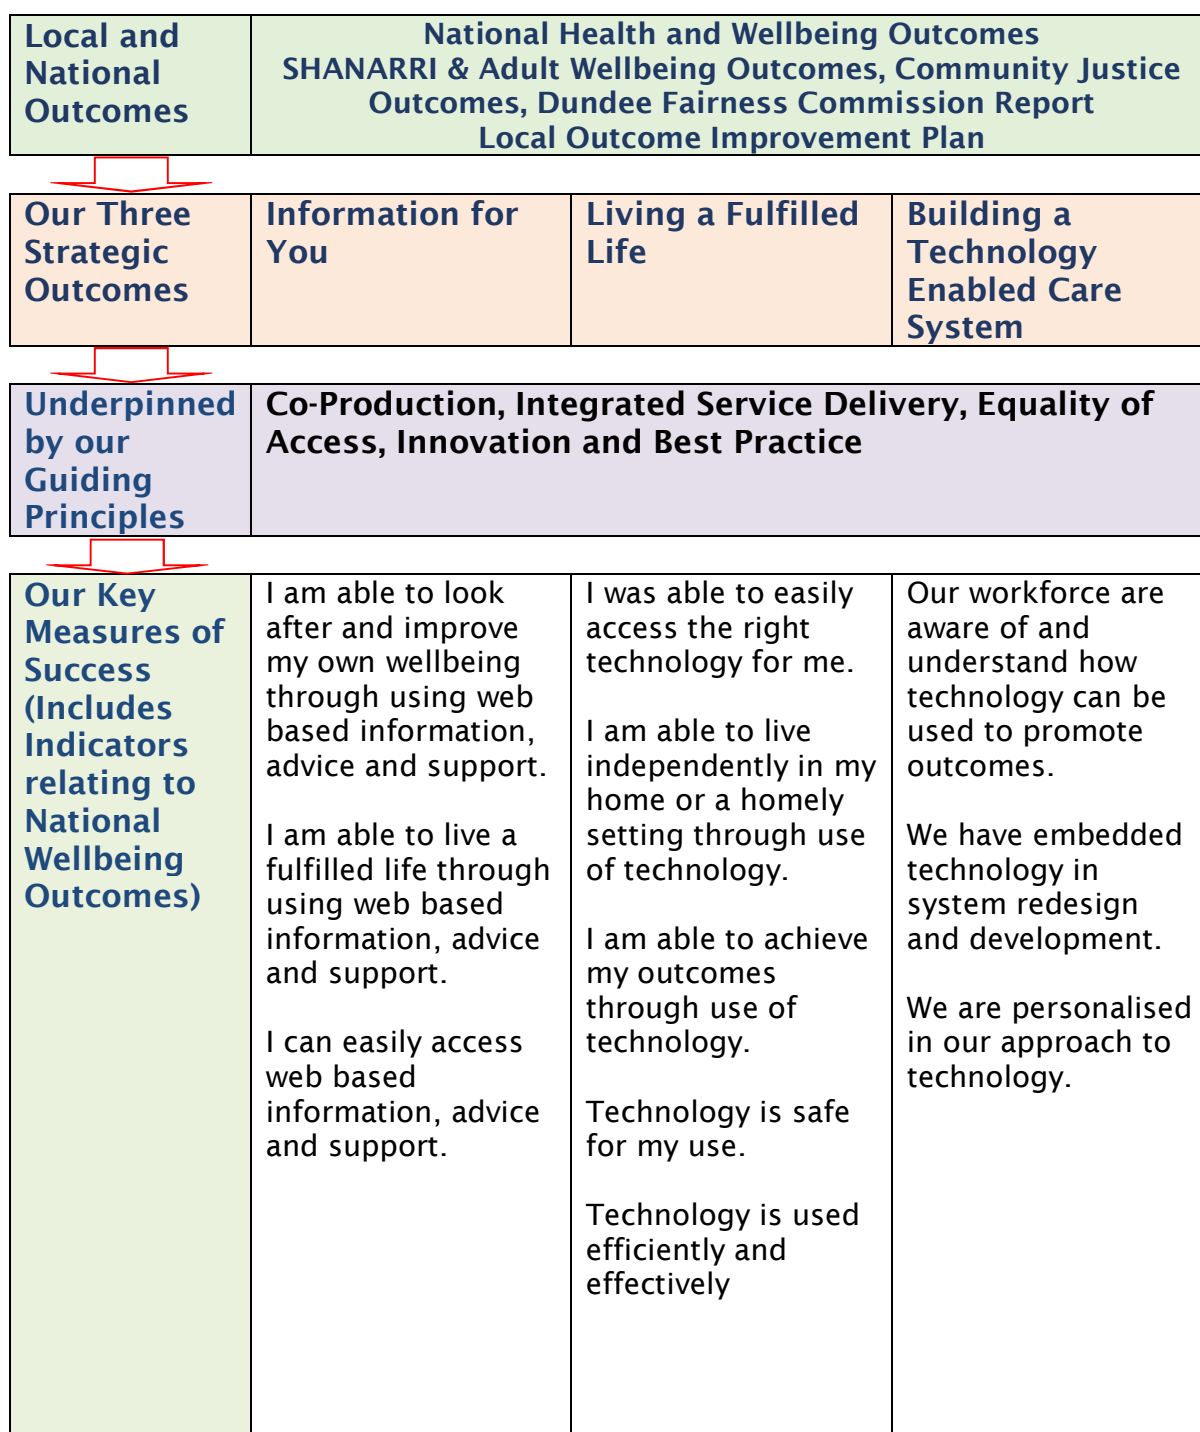 Local and
National
Outcomes
National Health and Wellbeing Outcomes
SHANARRI & Adult Wellbeing Outcomes, Community Justice
Outcomes, Dundee Fairness Commission Report
Local Outcome Improvement Plan
Our Three
Strategic
Outcomes
Information for
You
Living a Fulfilled
Life
Building a
Technology
Enabled Care
System
Underpinned
by our
Guiding
Principles
Co-Production, Integrated Service Delivery, Equality of
Access, Innovation and Best Practice
Our Key
Measures of
Success
(Includes
Indicators
relating to
National
Wellbeing
Outcomes)
I am able to look
after and improve
my own wellbeing
through using web
based information,
advice and support.
I am able to live a
fulfilled life through
using web based
information, advice
and support.
I can easily access
web based
information, advice
and support.
I was able to easily
access the right
technology for me.
I am able to live
independently in my
home or a homely
setting through use
of technology.
I am able to achieve
my outcomes
through use of
technology.
Technology is safe
for my use.
Technology is used
efficiently and
effectively
Our workforce are
aware of and
understand how
technology can be
used to promote
outcomes.
We have embedded
technology in
system redesign
and development.
We are personalised
in our approach to
technology.